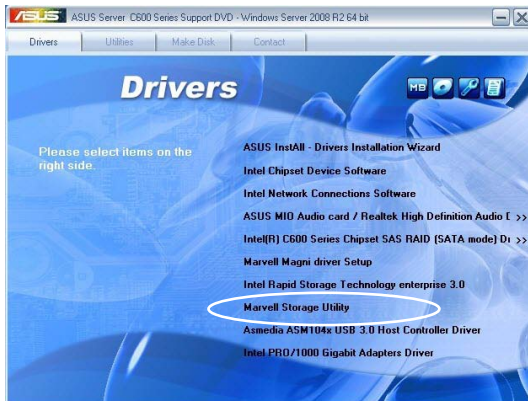 ASUS ASUS Server C600 Series Support DVD - Windows Server 2008 R2 64 bit
Drivers Utilities Make Disk Contact
Drivers
MB
Please select items on the
right side.
ASUS InstAll - Drivers Installation Wizard
Intel Chipset Device Software
Intel Network Connections Software
ASUS MIO Audio card / Realtek High Definition Audio D >>
Intel(R) C600 Series Chipset SAS RAID (SATA mode) Dr >>
Marvell Magni driver Setup
Intel Rapid Storage Technology enterprise 3.0
Marvell Storage Utility
Asmedia ASM104x USB 3.0 Host Controller Driver
Intel PRO/1000 Gigabit Adapters Driver